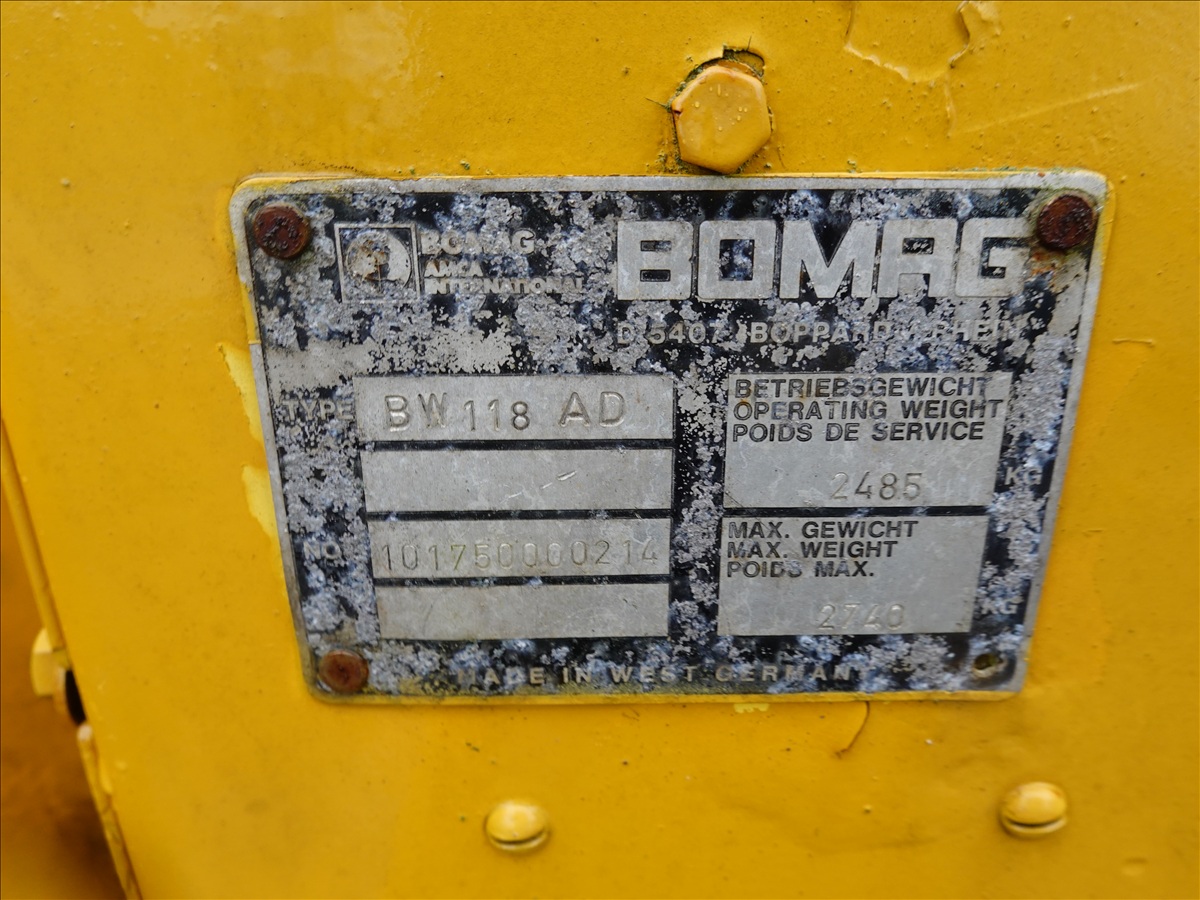 BOMAG
AMCA
INTERNATIONAL
BOMAG
D 5407 BOPPARD / RHEIN
TYPE BW 118 AD
NO 101750000214
BETRIEBSGEWICHT
OPERATING WEIGHT
POIDS DE SERVICE
2485 KG
MAX. GEWICHT
MAX. WEIGHT
POIDS MAX.
2740 KG
MADE IN WEST GERMANY